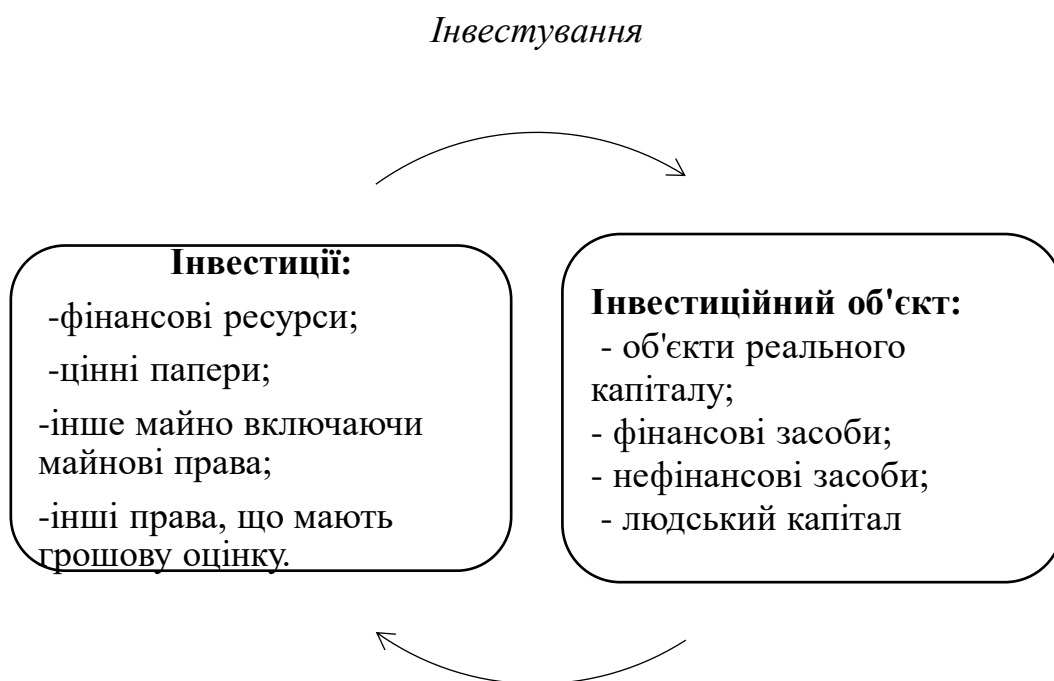 Інвестування
Інвестиції:
-фінансові ресурси;
-цінні папери;
-інше майно включаючи
майнові права;
-інші права, що мають
грошову оцінку.
Інвестиційний об'єкт:
- об'єкти реального
капіталу;
- фінансові засоби;
- нефінансові засоби;
- людський капітал